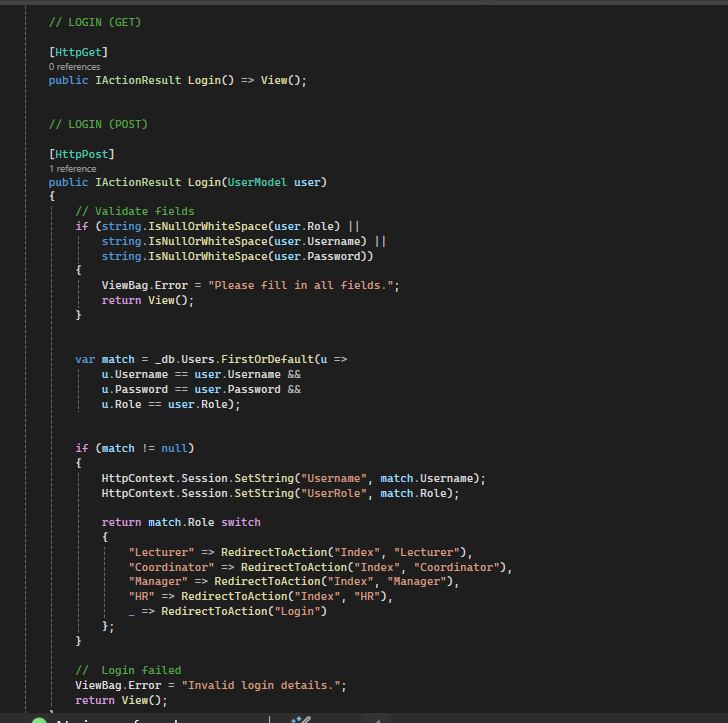 // LOGIN (GET)
[HttpGet]
0 references
public IActionResult Login() => View();
// LOGIN (POST)
[HttpPost]
1 reference
public IActionResult Login(UserModel user)
{
// Validate fields
if (string.IsNullOrWhiteSpace(user.Role) ||
string.IsNullOrWhiteSpace(user.Username) ||
string.IsNullOrWhiteSpace(user.Password))
{
ViewBag.Error = "Please fill in all fields.";
return View();
}
var match = _db.Users.FirstOrDefault(u =>
u.Username == user.Username &&
u.Password == user.Password &&
u.Role == user.Role);
if (match != null)
{
HttpContext.Session.SetString("Username", match.Username);
HttpContext.Session.SetString("UserRole", match.Role);
return match.Role switch
{
"Lecturer" => RedirectToAction("Index", "Lecturer"),
"Coordinator" => RedirectToAction("Index", "Coordinator"),
"Manager" => RedirectToAction("Index", "Manager"),
"HR" => RedirectToAction("Index", "HR"),
_ => RedirectToAction("Login")
};
}
//  Login failed
ViewBag.Error = "Invalid login details.";
return View();